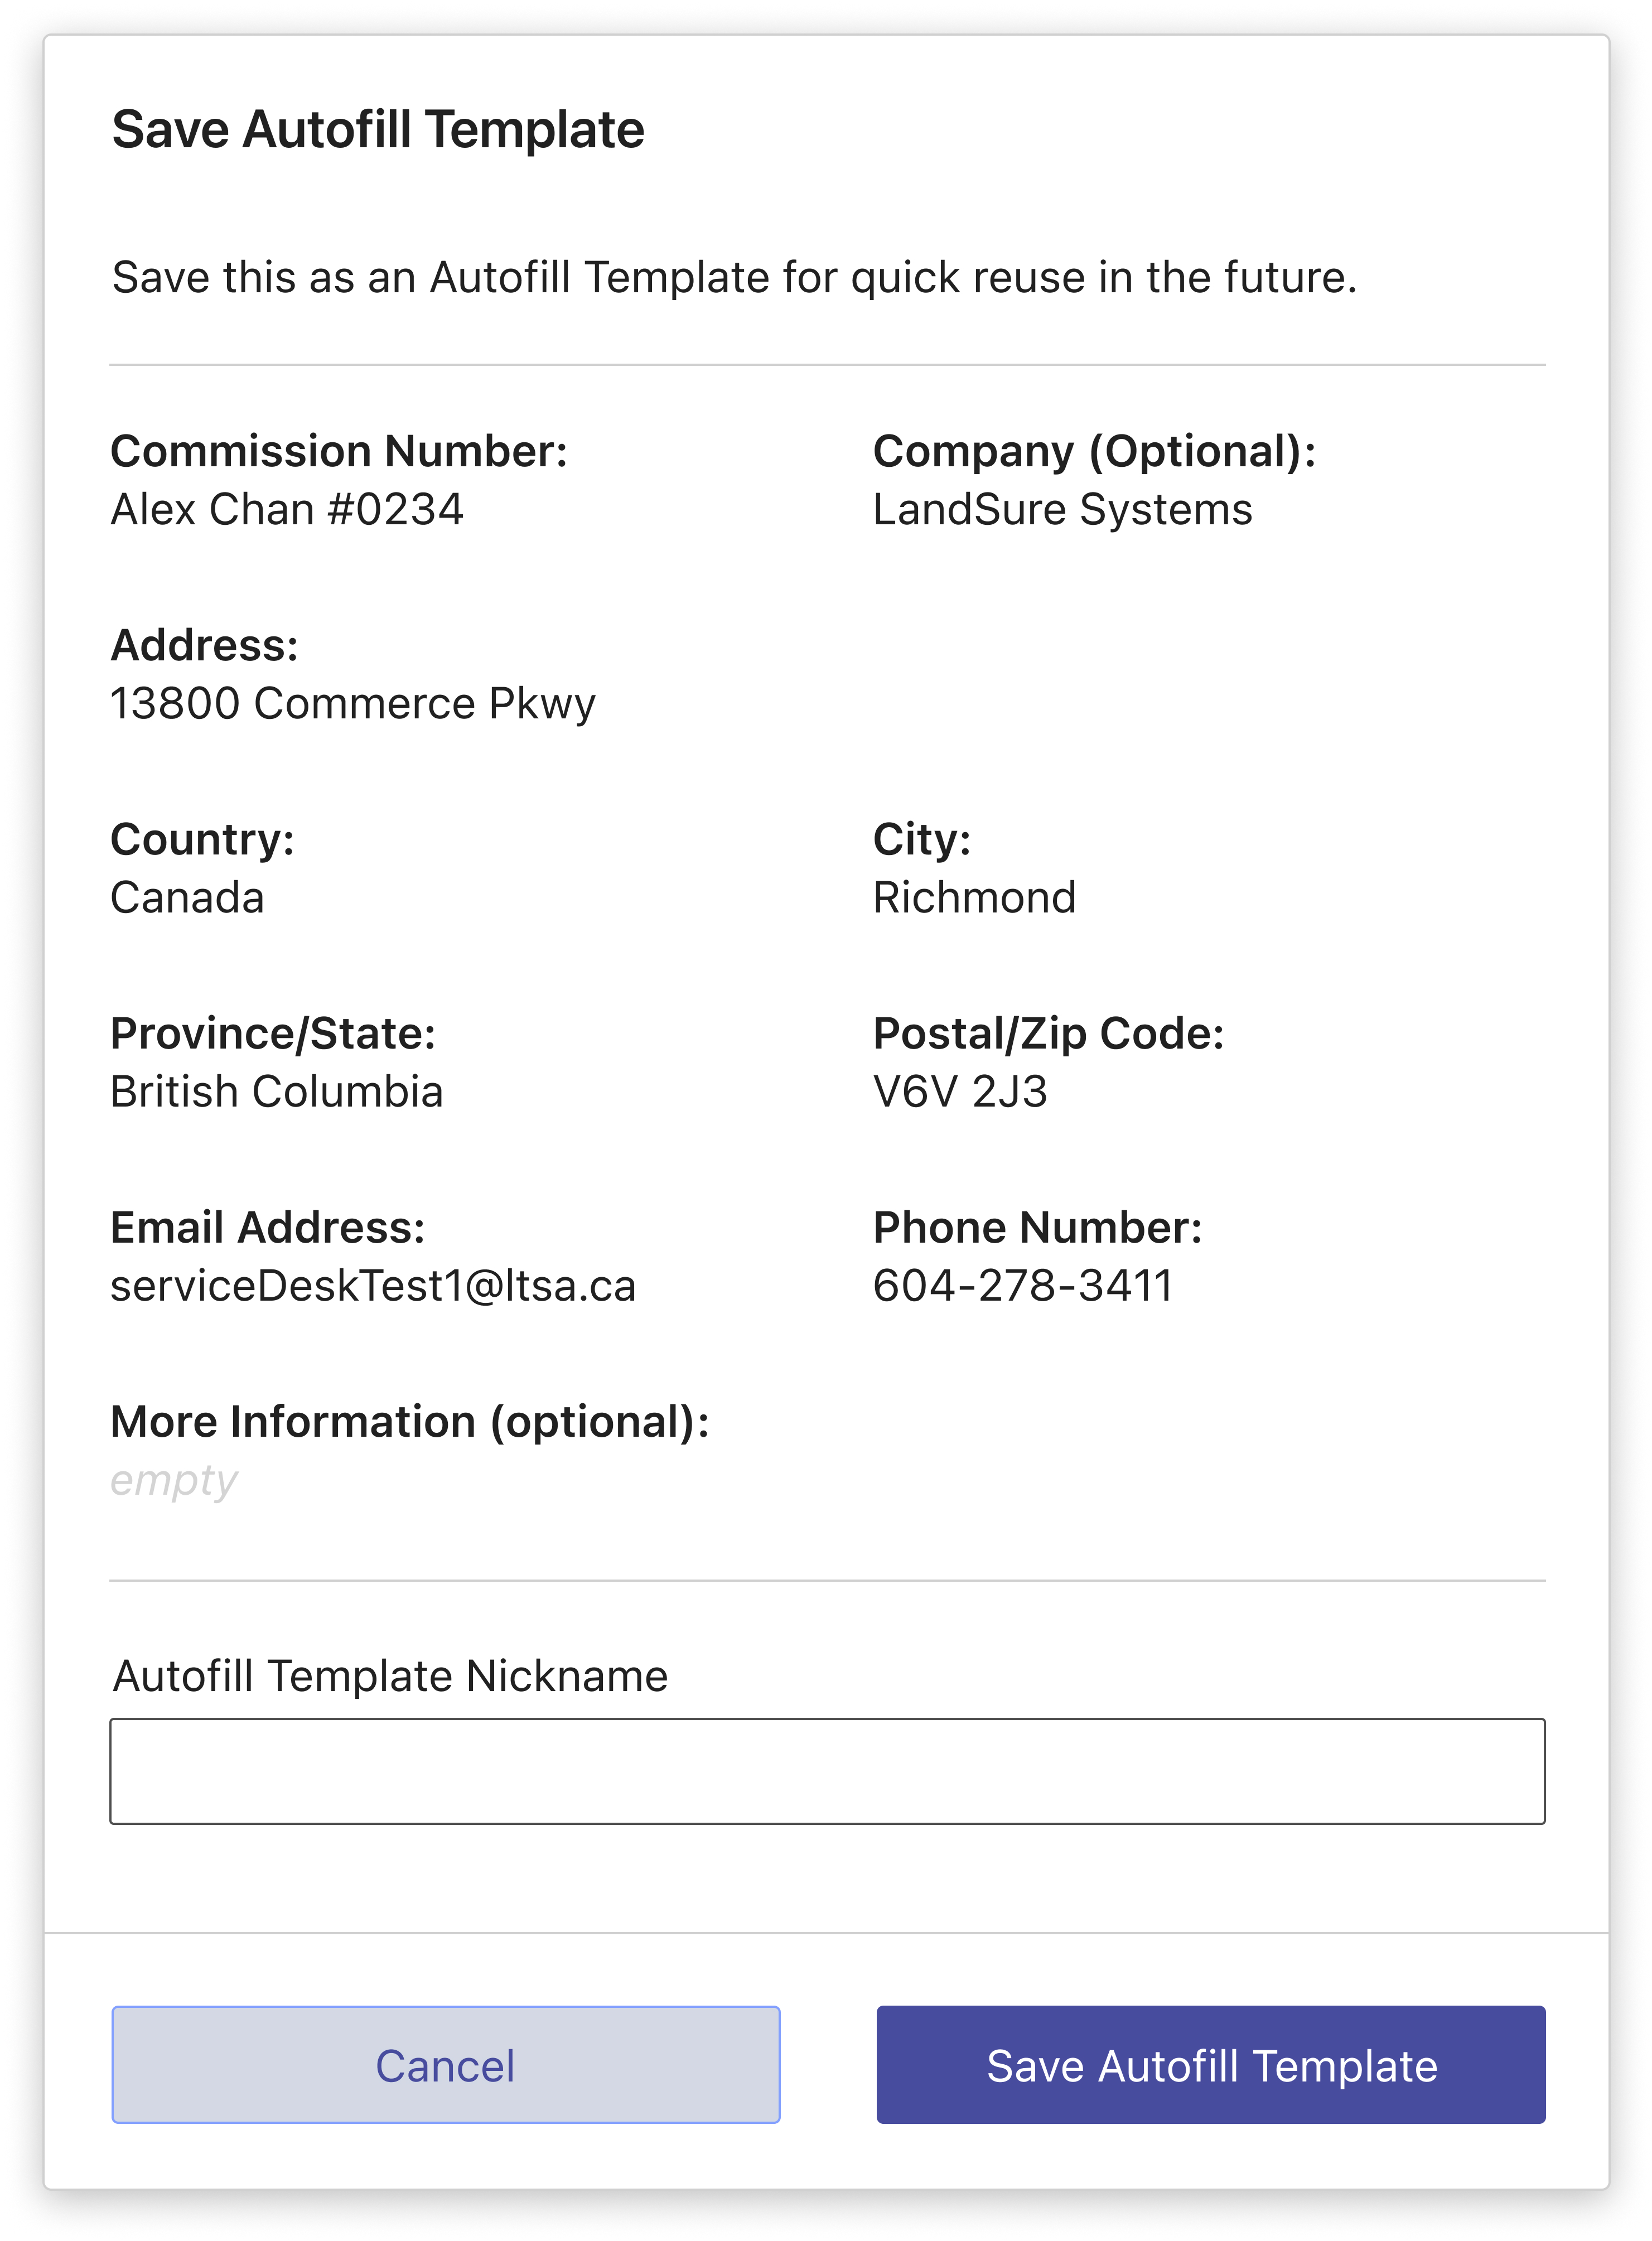 Save Autofill Template
Save this as an Autofill Template for quick reuse in the future.
Commission Number:
Alex Chan #0234
Company (Optional):
LandSure Systems
Address:
13800 Commerce Pkwy
Country:
Canada
City:
Richmond
Province/State:
British Columbia
Postal/Zip Code:
V6V 2J3
Email Address:
serviceDeskTest1@ltsa.ca
Phone Number:
604-278-3411
More Information (optional):
empty
Autofill Template Nickname
Cancel
Save Autofill Template